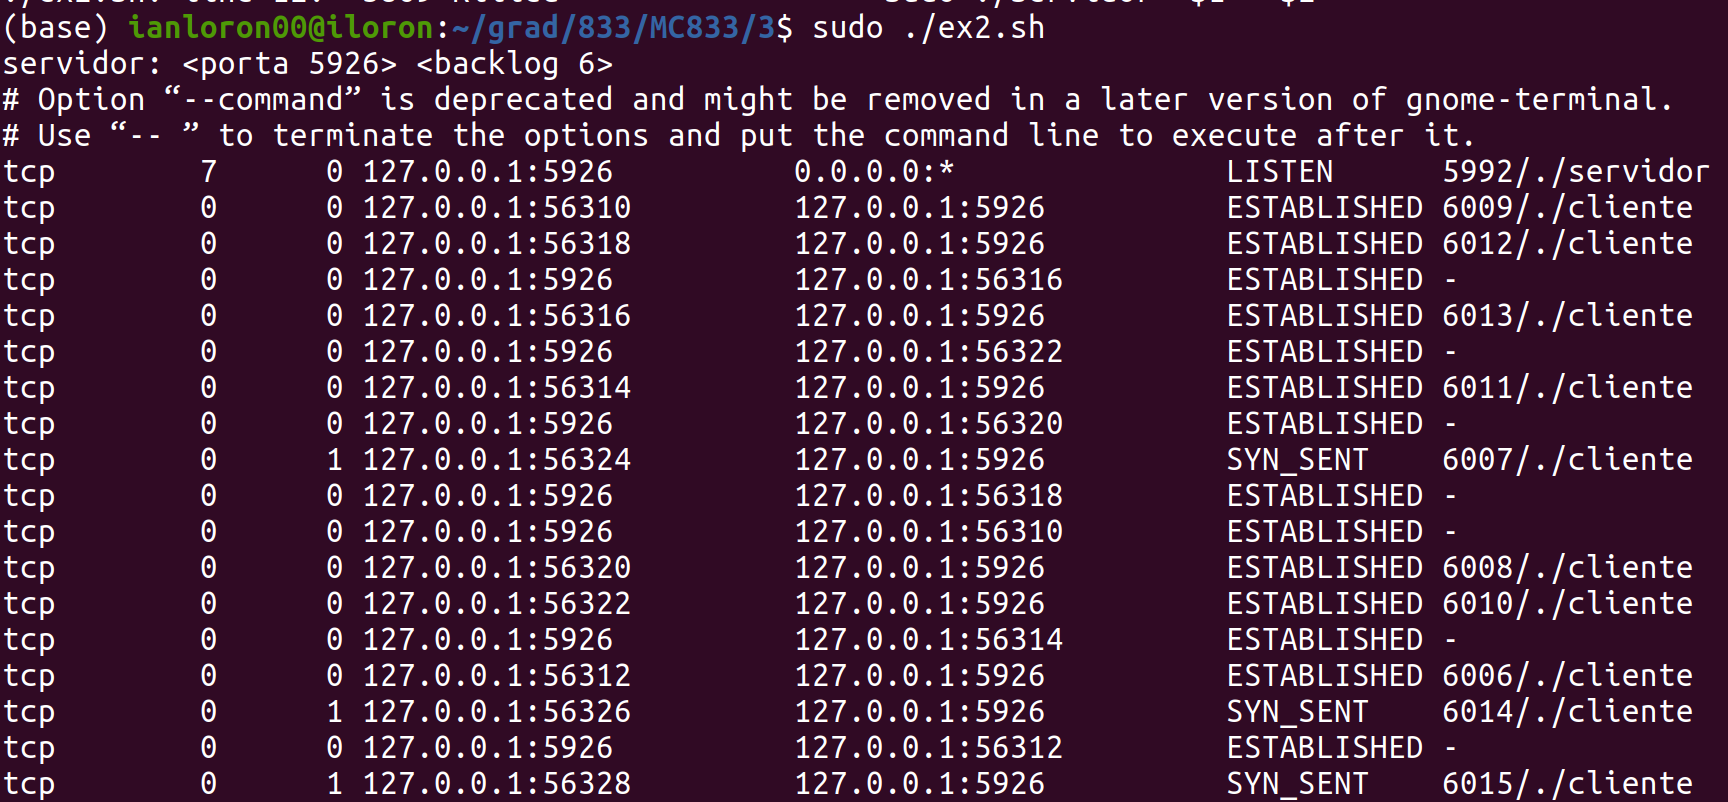 (base) ianloron00@iloron:~/grad/833/MC833/3$ sudo ./ex2.sh
servidor: <porta 5926> <backlog 6>
# Option “--command” is deprecated and might be removed in a later version of gnome-terminal.
# Use “-- ” to terminate the options and put the command line to execute after it.
tcp 7 0 127.0.0.1:5926 0.0.0.0:* LISTEN 5992/./servidor
tcp 0 0 127.0.0.1:56310 127.0.0.1:5926 ESTABLISHED 6009/./cliente
tcp 0 0 127.0.0.1:56318 127.0.0.1:5926 ESTABLISHED 6012/./cliente
tcp 0 0 127.0.0.1:5926 127.0.0.1:56316 ESTABLISHED -
tcp 0 0 127.0.0.1:56316 127.0.0.1:5926 ESTABLISHED 6013/./cliente
tcp 0 0 127.0.0.1:5926 127.0.0.1:56322 ESTABLISHED -
tcp 0 0 127.0.0.1:56314 127.0.0.1:5926 ESTABLISHED 6011/./cliente
tcp 0 0 127.0.0.1:5926 127.0.0.1:56320 ESTABLISHED -
tcp 0 1 127.0.0.1:56324 127.0.0.1:5926 SYN_SENT 6007/./cliente
tcp 0 0 127.0.0.1:5926 127.0.0.1:56318 ESTABLISHED -
tcp 0 0 127.0.0.1:5926 127.0.0.1:56310 ESTABLISHED -
tcp 0 0 127.0.0.1:56320 127.0.0.1:5926 ESTABLISHED 6008/./cliente
tcp 0 0 127.0.0.1:56322 127.0.0.1:5926 ESTABLISHED 6010/./cliente
tcp 0 0 127.0.0.1:5926 127.0.0.1:56314 ESTABLISHED -
tcp 0 0 127.0.0.1:56312 127.0.0.1:5926 ESTABLISHED 6006/./cliente
tcp 0 1 127.0.0.1:56326 127.0.0.1:5926 SYN_SENT 6014/./cliente
tcp 0 0 127.0.0.1:5926 127.0.0.1:56312 ESTABLISHED -
tcp 0 1 127.0.0.1:56328 127.0.0.1:5926 SYN_SENT 6015/./cliente